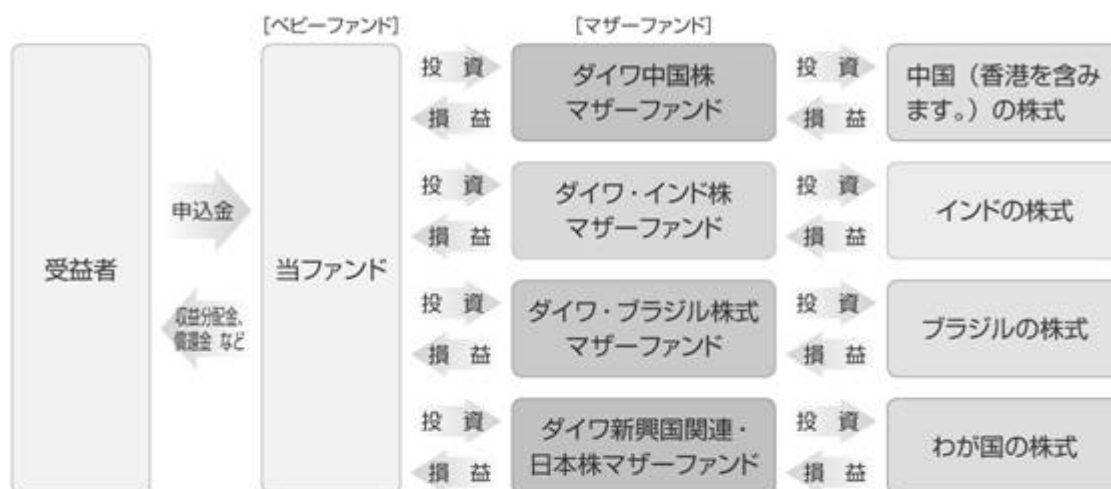 [ベビーファンド]
[マザーファンド]
受益者
申込金
収益分配金、
償還金 など
当ファンド
投 資
損 益
ダイワ中国株
マザーファンド
投 資
損 益
中国（香港を含み
ます。）の株式
投 資
損 益
ダイワ・インド株
マザーファンド
投 資
損 益
インドの株式
投 資
損 益
ダイワ・ブラジル株式
マザーファンド
投 資
損 益
ブラジルの株式
投 資
損 益
ダイワ新興国関連・
日本株マザーファンド
投 資
損 益
わが国の株式